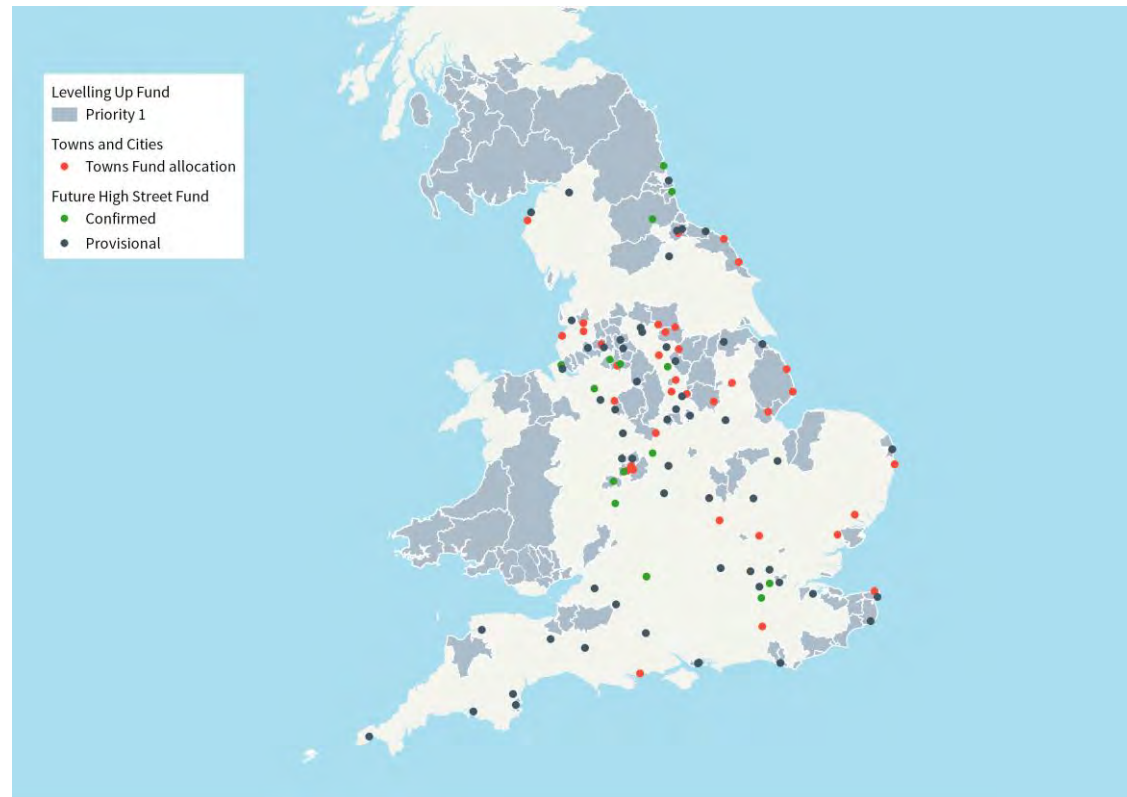 Levelling Up Fund
Priority 1
Towns and Cities
Towns Fund allocation
Future High Street Fund
Confirmed
Provisional